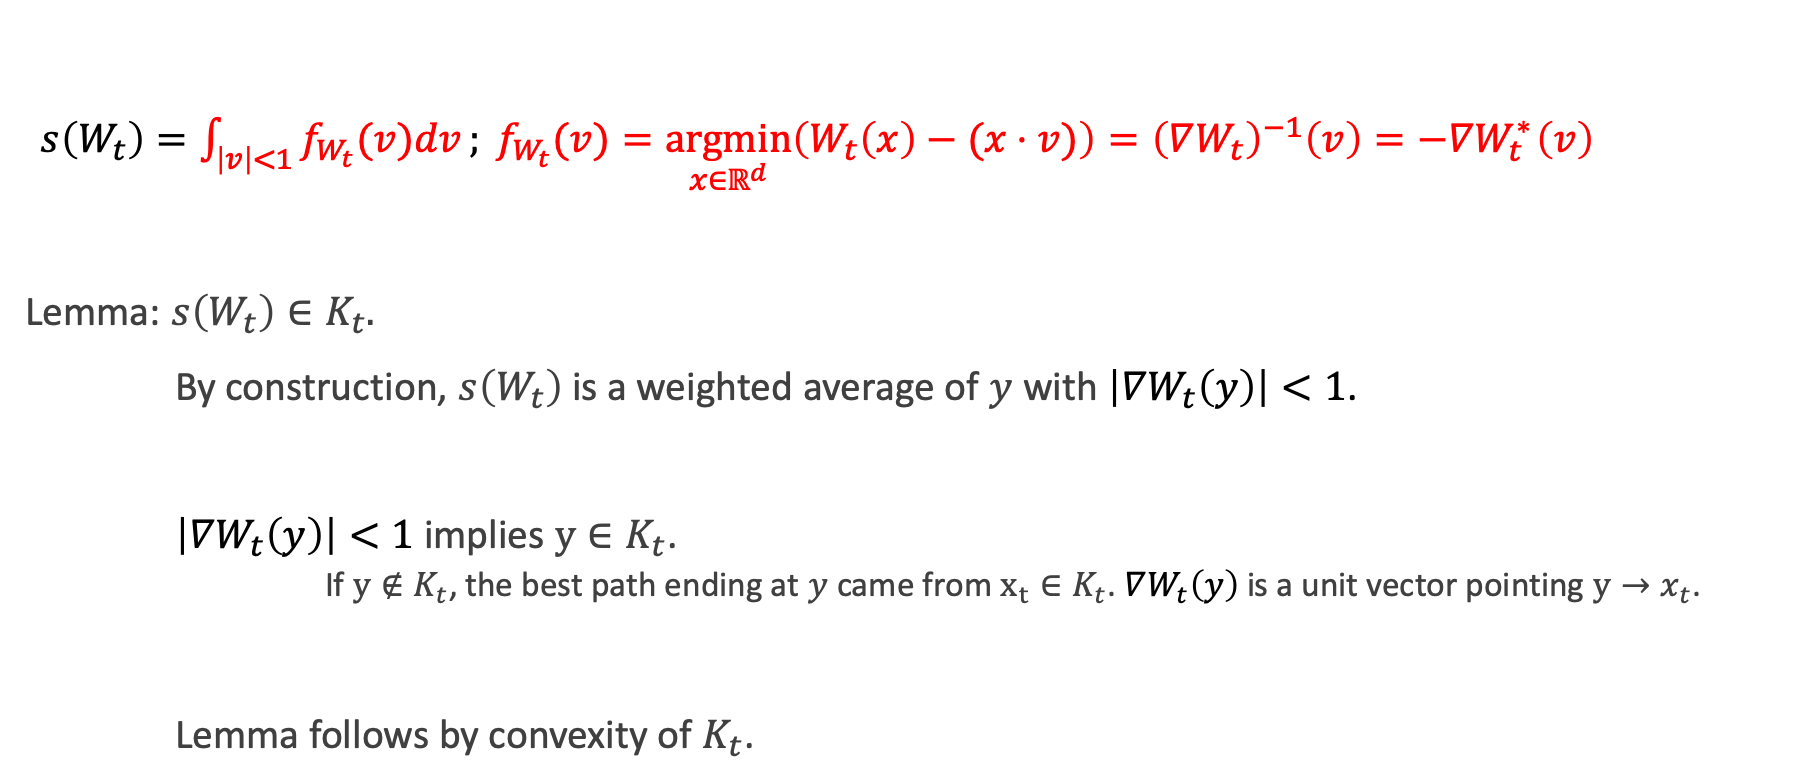 s(W_t) = ∫_{|v|<1} f_{W_t}(v)dv ; f_{W_t}(v) = argmin_{x∈ℝ^d}(W_t(x) − (x · v)) = (∇W_t)^{−1}(v) = −∇W_t^*(v)
Lemma: s(W_t) ∈ K_t.
By construction, s(W_t) is a weighted average of y with |∇W_t(y)| < 1.
|∇W_t(y)| < 1 implies y ∈ K_t.
If y ∉ K_t, the best path ending at y came from x_t ∈ K_t. ∇W_t(y) is a unit vector pointing y → x_t.
Lemma follows by convexity of K_t.